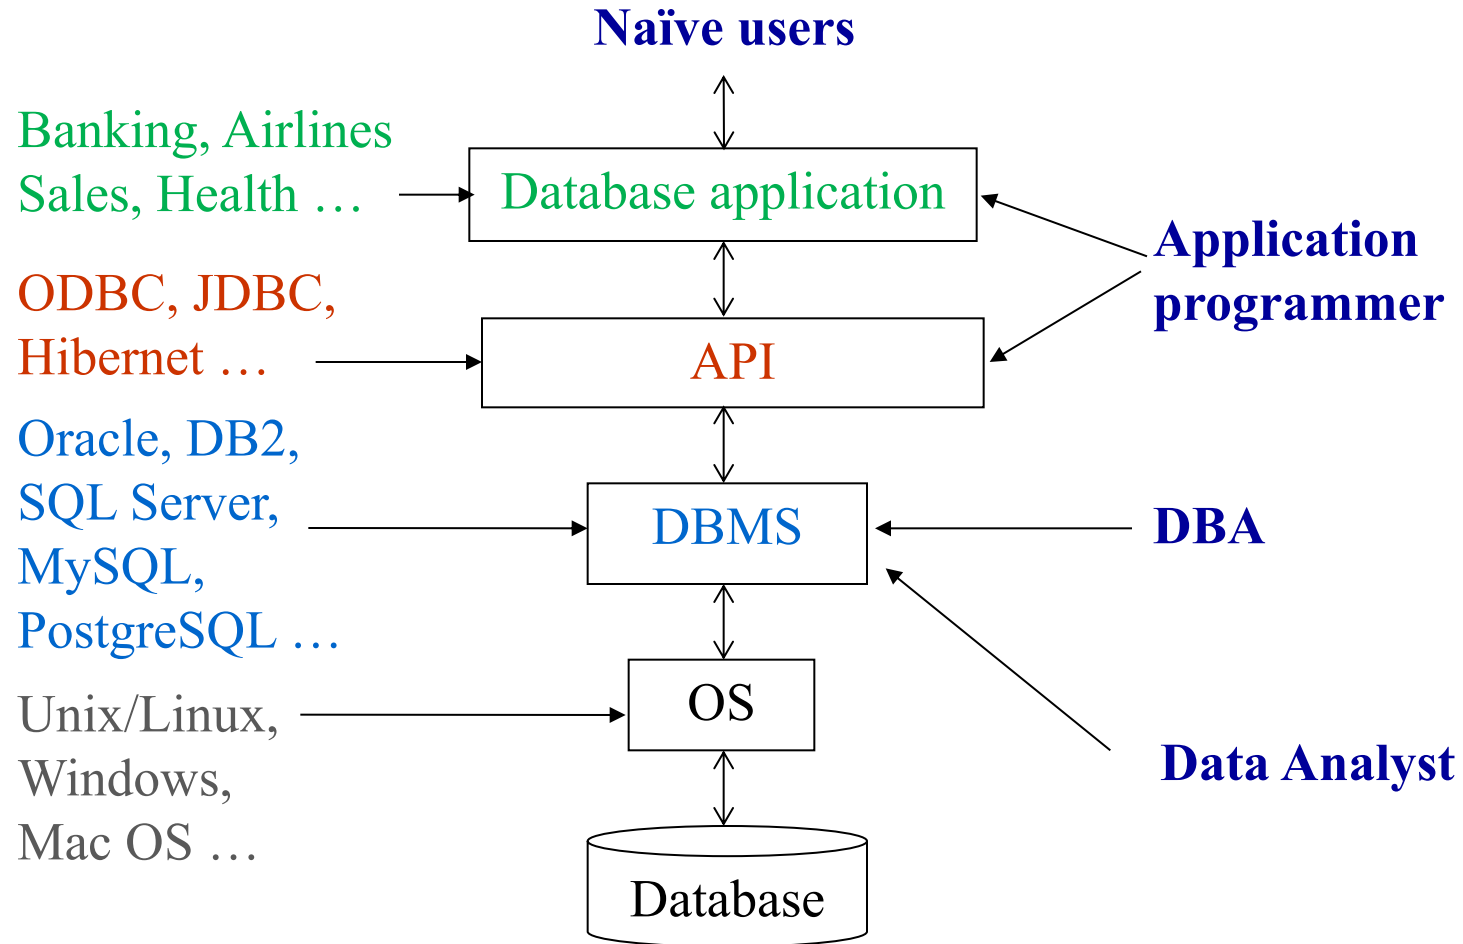 Naïve users
Banking, Airlines
Sales, Health …
Database application
Application
programmer
ODBC, JDBC,
Hibernet …
API
Oracle, DB2,
SQL Server,
MySQL,
PostgreSQL …
DBMS
DBA
Unix/Linux,
Windows,
Mac OS …
OS
Data Analyst
Database